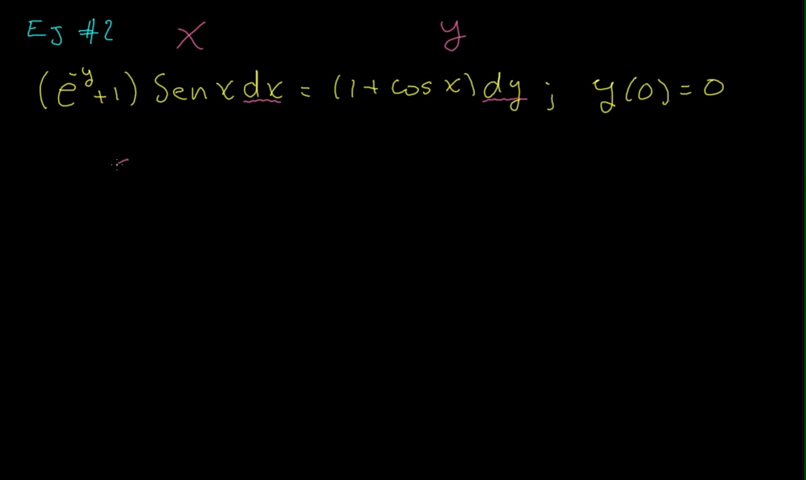 Ej #2 x y
(e^-y+1) Sen x dx = (1+cos x) dy ; y(0)=0